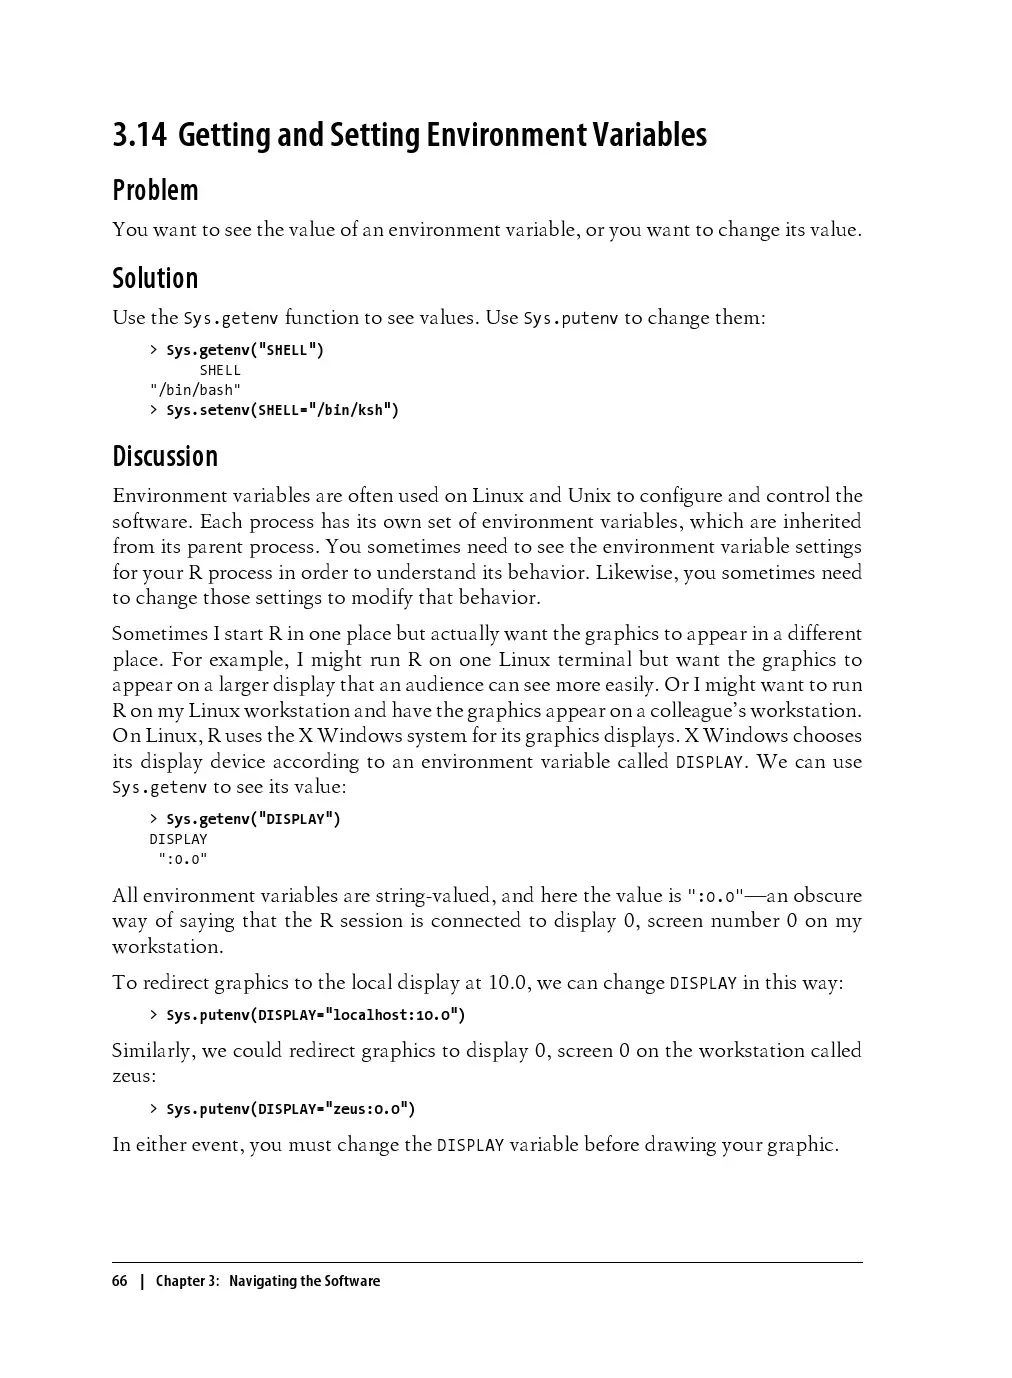 3.14 Getting and Setting Environment Variables
Problem
You want to see the value of an environment variable, or you want to change its value.
Solution
Use the Sys.getenv function to see values. Use Sys.putenv to change them:
> Sys.getenv("SHELL")
SHELL
"/bin/bash"
> Sys.setenv(SHELL="/bin/ksh")
Discussion
Environment variables are often used on Linux and Unix to configure and control the
software. Each process has its own set of environment variables, which are inherited
from its parent process. You sometimes need to see the environment variable settings
for your R process in order to understand its behavior. Likewise, you sometimes need
to change those settings to modify that behavior.
Sometimes I start R in one place but actually want the graphics to appear in a different
place. For example, I might run R on one Linux terminal but want the graphics to
appear on a larger display that an audience can see more easily. Or I might want to run
R on my Linux workstation and have the graphics appear on a colleague’s workstation.
On Linux, R uses the X Windows system for its graphics displays. X Windows chooses
its display device according to an environment variable called DISPLAY. We can use
Sys.getenv to see its value:
> Sys.getenv("DISPLAY")
DISPLAY
":0.0"
All environment variables are string-valued, and here the value is ":0.0"—an obscure
way of saying that the R session is connected to display 0, screen number 0 on my
workstation.
To redirect graphics to the local display at 10.0, we can change DISPLAY in this way:
> Sys.putenv(DISPLAY="localhost:10.0")
Similarly, we could redirect graphics to display 0, screen 0 on the workstation called
zeus:
> Sys.putenv(DISPLAY="zeus:0.0")
In either event, you must change the DISPLAY variable before drawing your graphic.
66 | Chapter 3: Navigating the Software